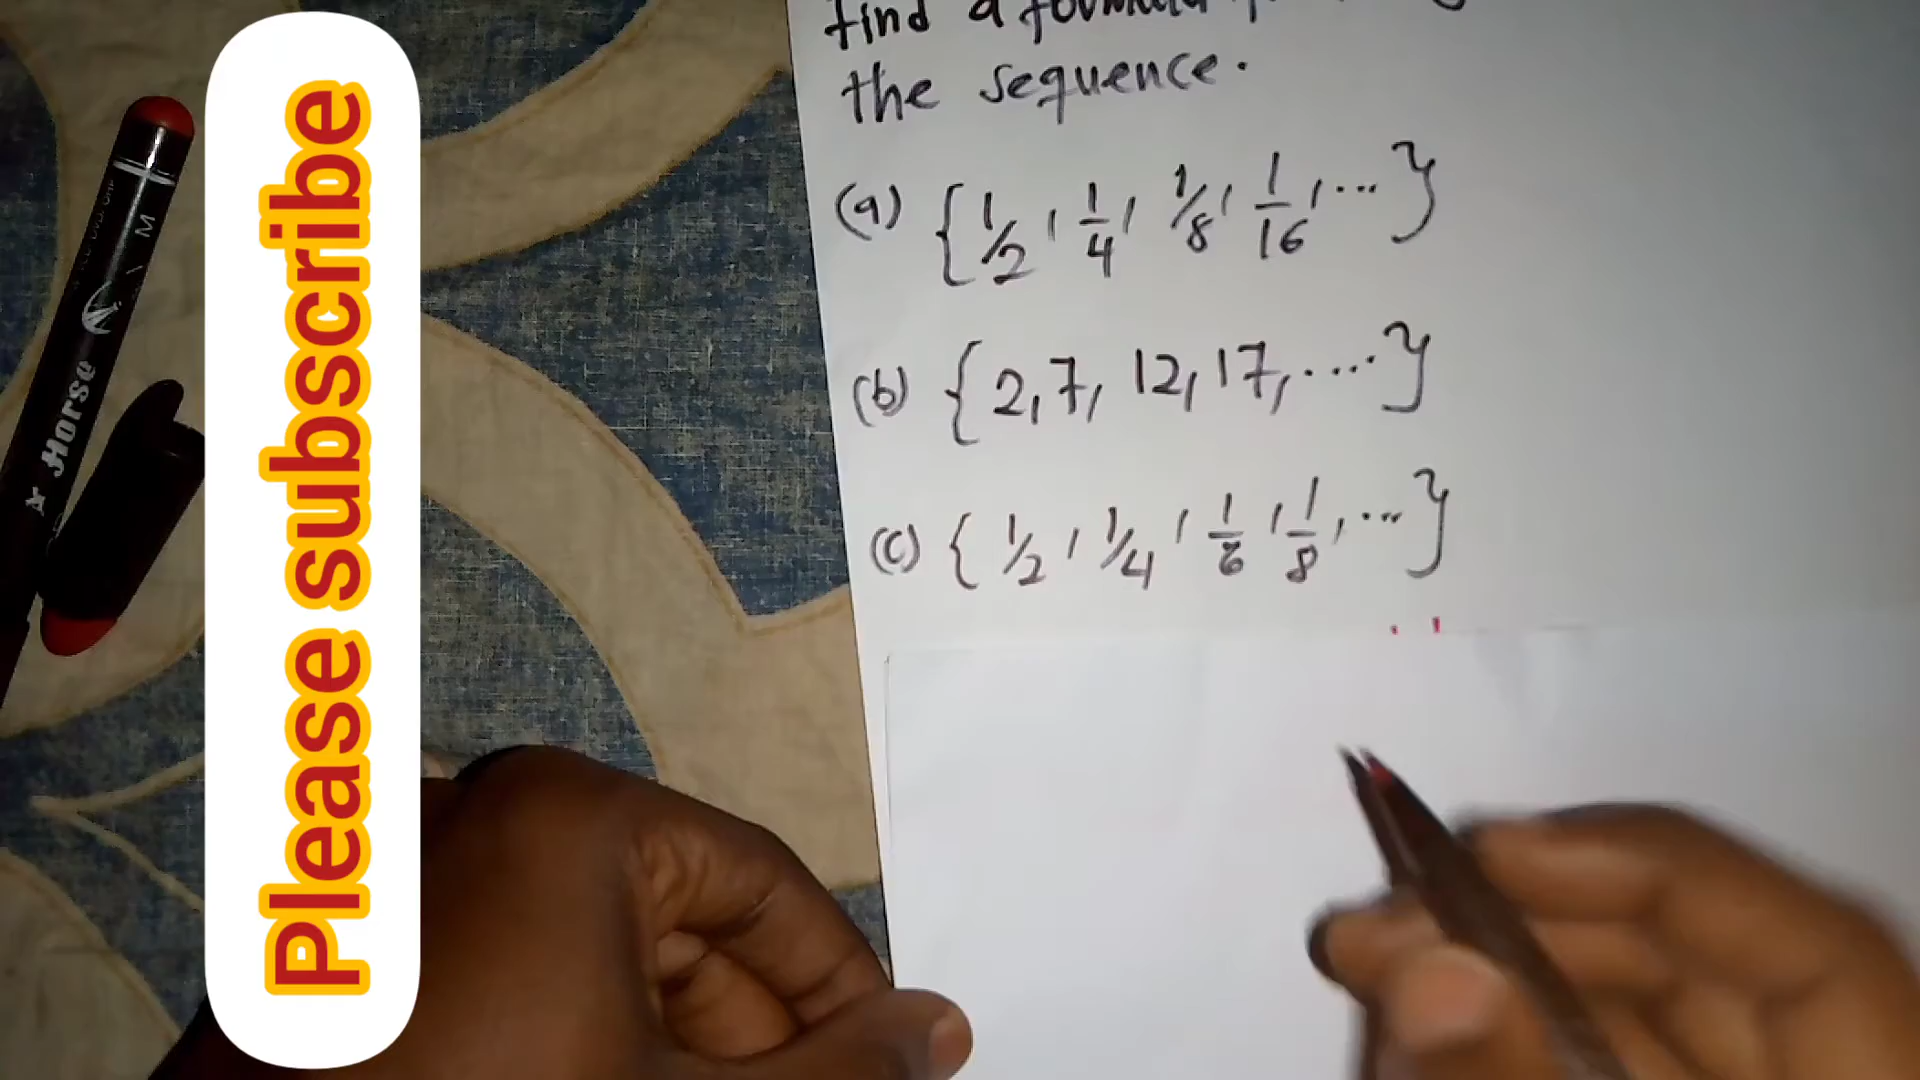 find a
the sequence.
(a) {1/2, 1/4, 1/8, 1/16, ...}
(b) {2, 7, 12, 17, ....}
(c) {1/2, 1/4, 1/6, 1/8, ...}
Please subscribe
Horse
M